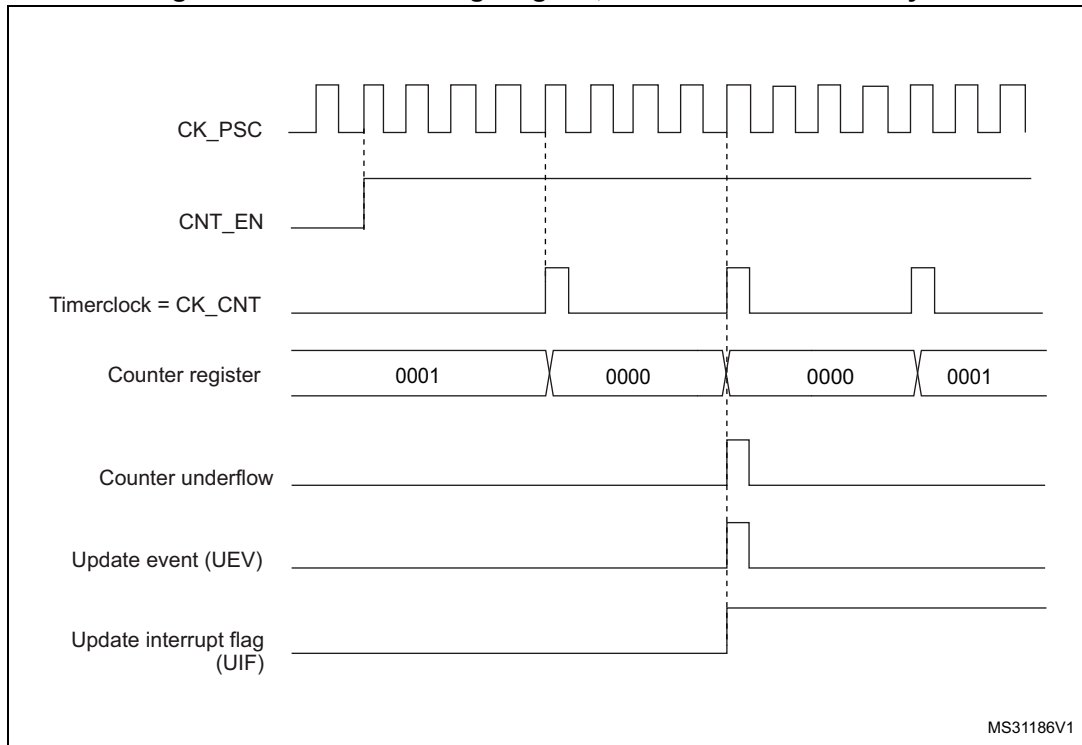 CK_PSC
CNT_EN
Timerclock = CK_CNT
Counter register
0001
0000
0000
0001
Counter underflow
Update event (UEV)
Update interrupt flag
(UIF)
MS31186V1